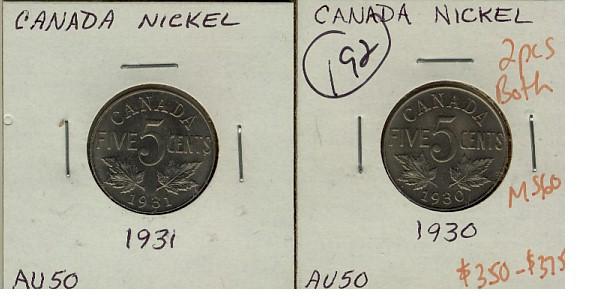 CANADA NICKEL
CANADA
FIVE 5 CENTS
1931
1931
AU50
CANADA NICKEL
192
2pcs
Both
CANADA
FIVE 5 CENTS
1930
1930
MS60
AU50
$350-$375